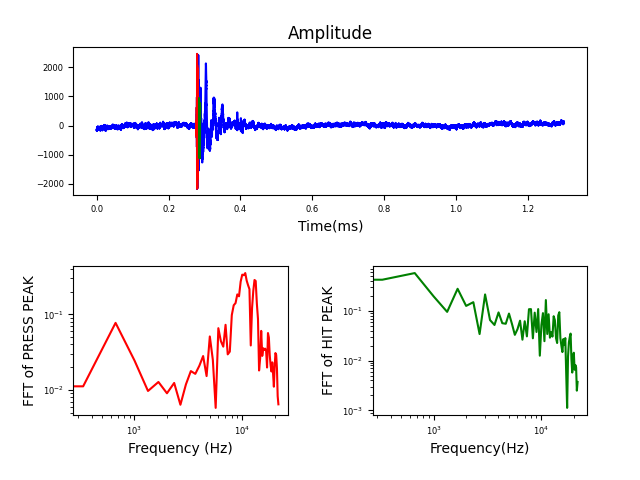 Amplitude
2000
1000
0
−1000
−2000
0.0 0.2 0.4 0.6 0.8 1.0 1.2
Time(ms)
FFT of PRESS PEAK
10⁻¹
10⁻²
10³ 10⁴
Frequency (Hz)
FFT of HIT PEAK
10⁻¹
10⁻²
10⁻³
10³ 10⁴
Frequency(Hz)